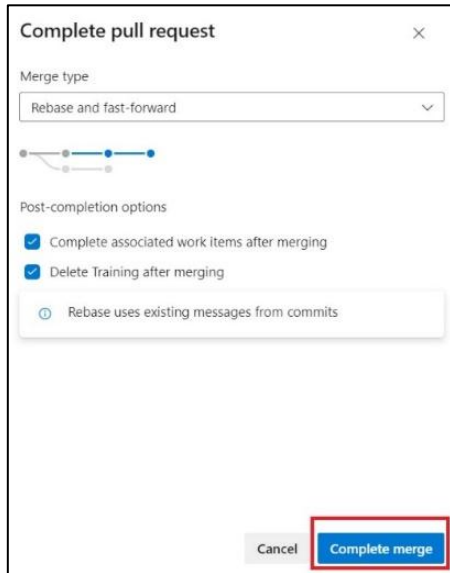 Complete pull request
Merge type
Rebase and fast-forward
Post-completion options
Complete associated work items after merging
Delete Training after merging
Rebase uses existing messages from commits
Cancel
Complete merge